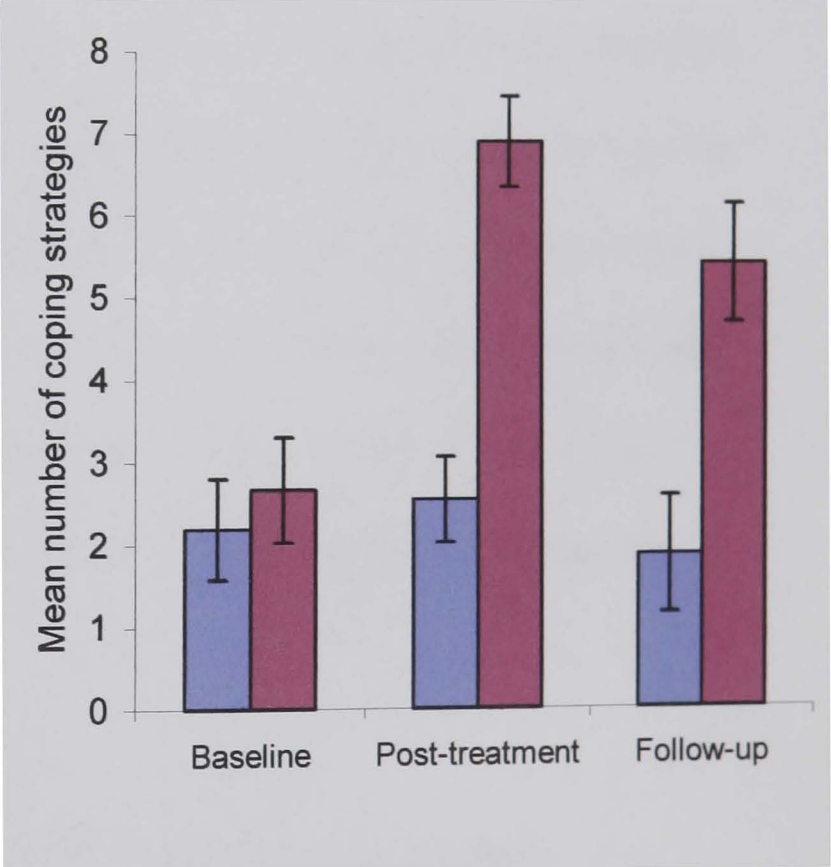 Mean number of coping strategies
8
7
6
5
4
3
2
1
0
Baseline
Post-treatment
Follow-up